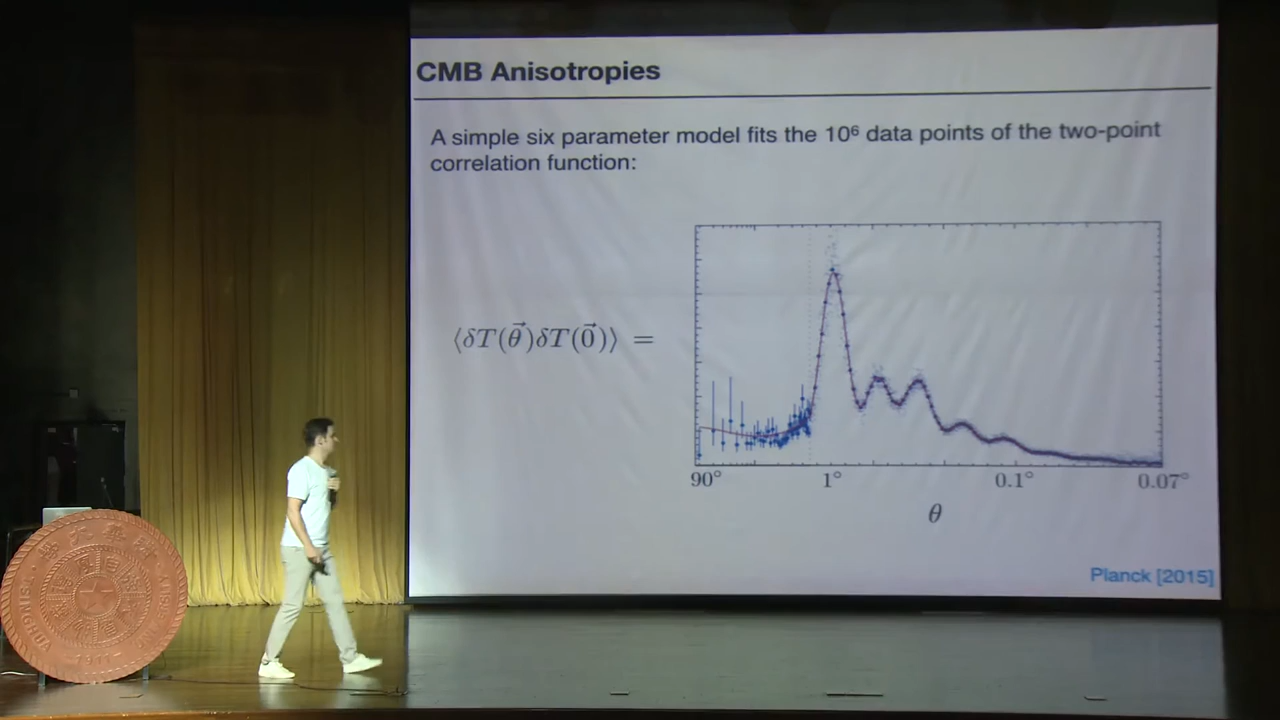 CMB Anisotropies
A simple six parameter model fits the 10⁶ data points of the two-point
correlation function:
⟨δT(θ⃗)δT(0⃗)⟩ =
90° 1° 0.1° 0.07°
θ
Planck [2015]
1911